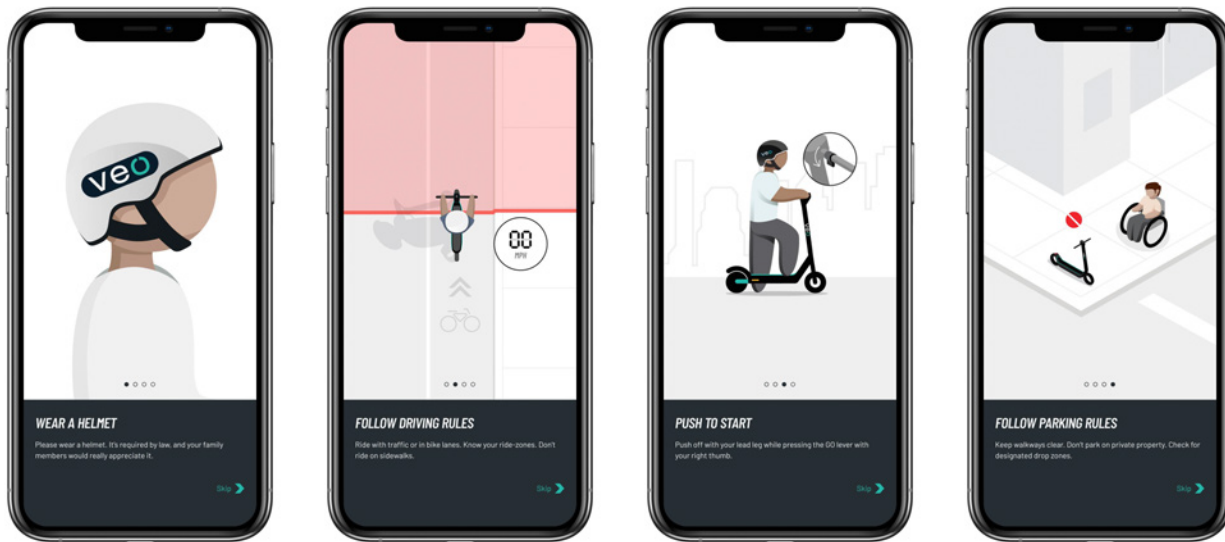 veo
WEAR A HELMET
Please wear a helmet. It's required by law, and your family
members would really appreciate it.
Skip
00
MPH
FOLLOW DRIVING RULES
Ride with traffic or in bike lanes. Know your ride-zones. Don't
ride on sidewalks.
Skip
veo
PUSH TO START
Push off with your lead leg while pressing the GO lever with
your right thumb.
Skip
FOLLOW PARKING RULES
Keep walkways clear. Don't park on private property. Check for
designated drop zones.
Skip